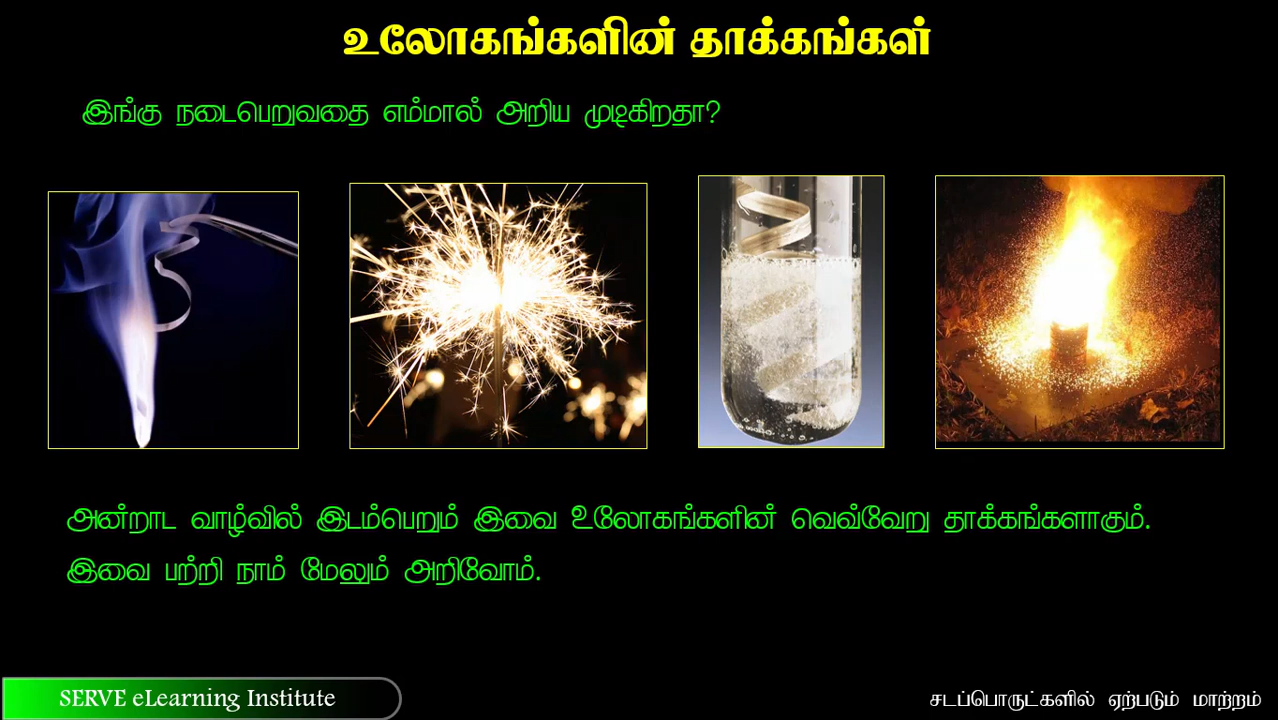 உலோகங்களின் தாக்கங்கள்
இங்கு நடைபெறுவதை எம்மால் அறிய முடிகிறதா?
அன்றாட வாழ்வில் இடம்பெறும் இவை உலோகங்களின் வெவ்வேறு தாக்கங்களாகும்.
இவை பற்றி நாம் மேலும் அறிவோம்.
SERVE eLearning Institute
சடப்பொருட்களில் ஏற்படும் மாற்றம்